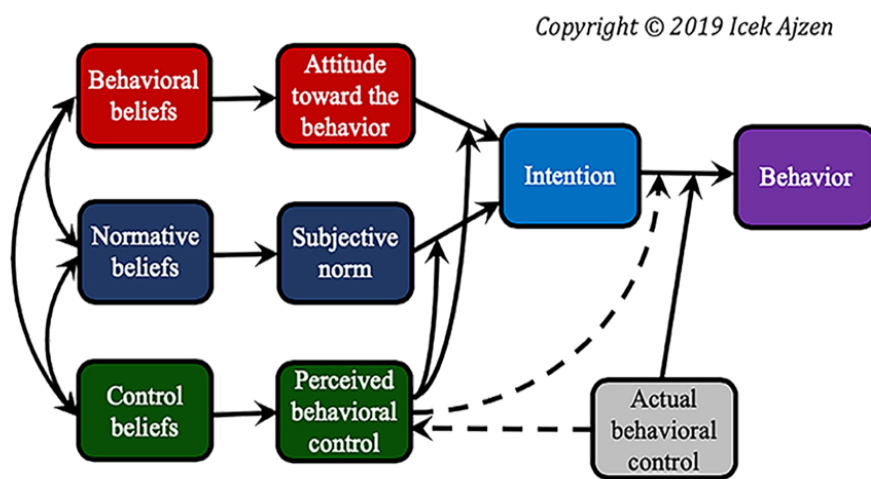 Copyright © 2019 Icek Ajzen
Behavioral
beliefs
Attitude
toward the
behavior
Intention
Behavior
Normative
beliefs
Subjective
norm
Control
beliefs
Perceived
behavioral
control
Actual
behavioral
control